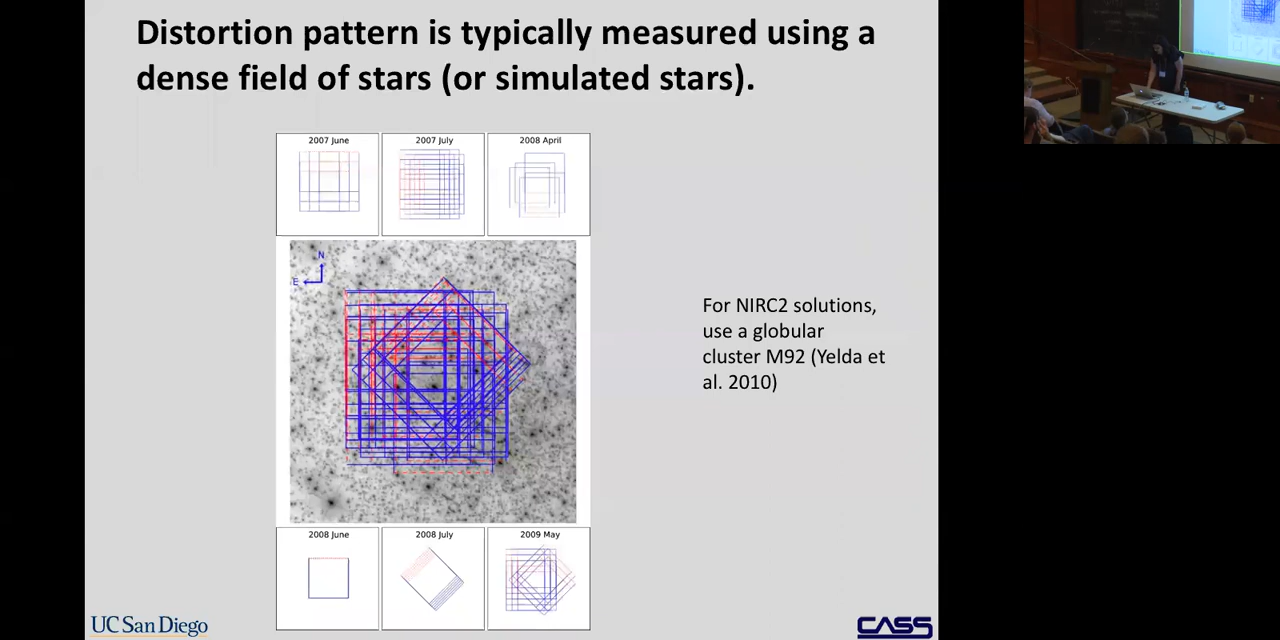 Distortion pattern is typically measured using a
dense field of stars (or simulated stars).
2007 June
2007 July
2008 April
N
E
For NIRC2 solutions,
use a globular
cluster M92 (Yelda et
al. 2010)
2008 June
2008 July
2009 May
UC San Diego
CASS